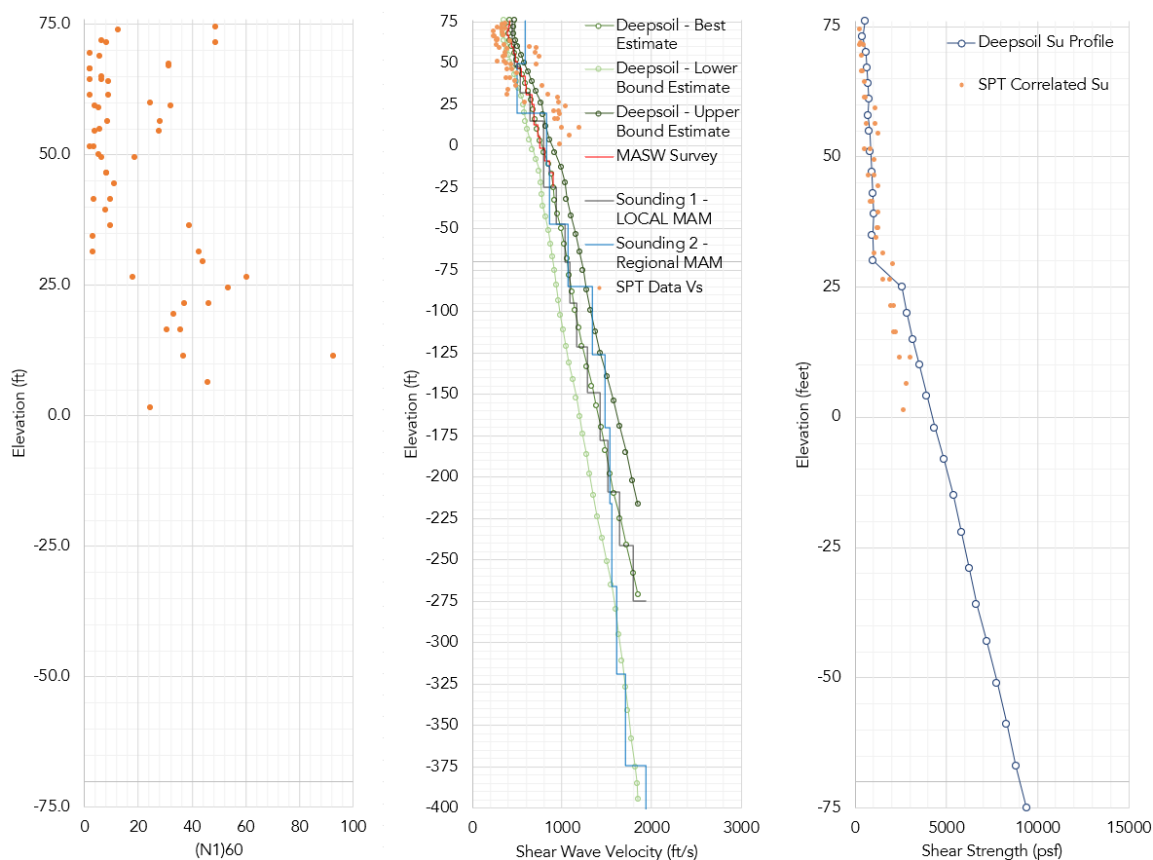 75.0
50.0
25.0
0.0
-25.0
-50.0
-75.0
Elevation (ft)
0
20
40
60
80
100
(N1)60
75
50
25
0
-25
-50
-75
-100
-125
-150
-175
-200
-225
-250
-275
-300
-325
-350
-375
-400
Elevation (ft)
0
1000
2000
3000
Shear Wave Velocity (ft/s)
Deepsoil - Best
Estimate
Deepsoil - Lower
Bound Estimate
Deepsoil - Upper
Bound Estimate
MASW Survey
Sounding 1 -
LOCAL MAM
Sounding 2 -
Regional MAM
SPT Data Vs
75
50
25
0
-25
-50
-75
Elevation (feet)
0
5000
10000
15000
Shear Strength (psf)
Deepsoil Su Profile
SPT Correlated Su